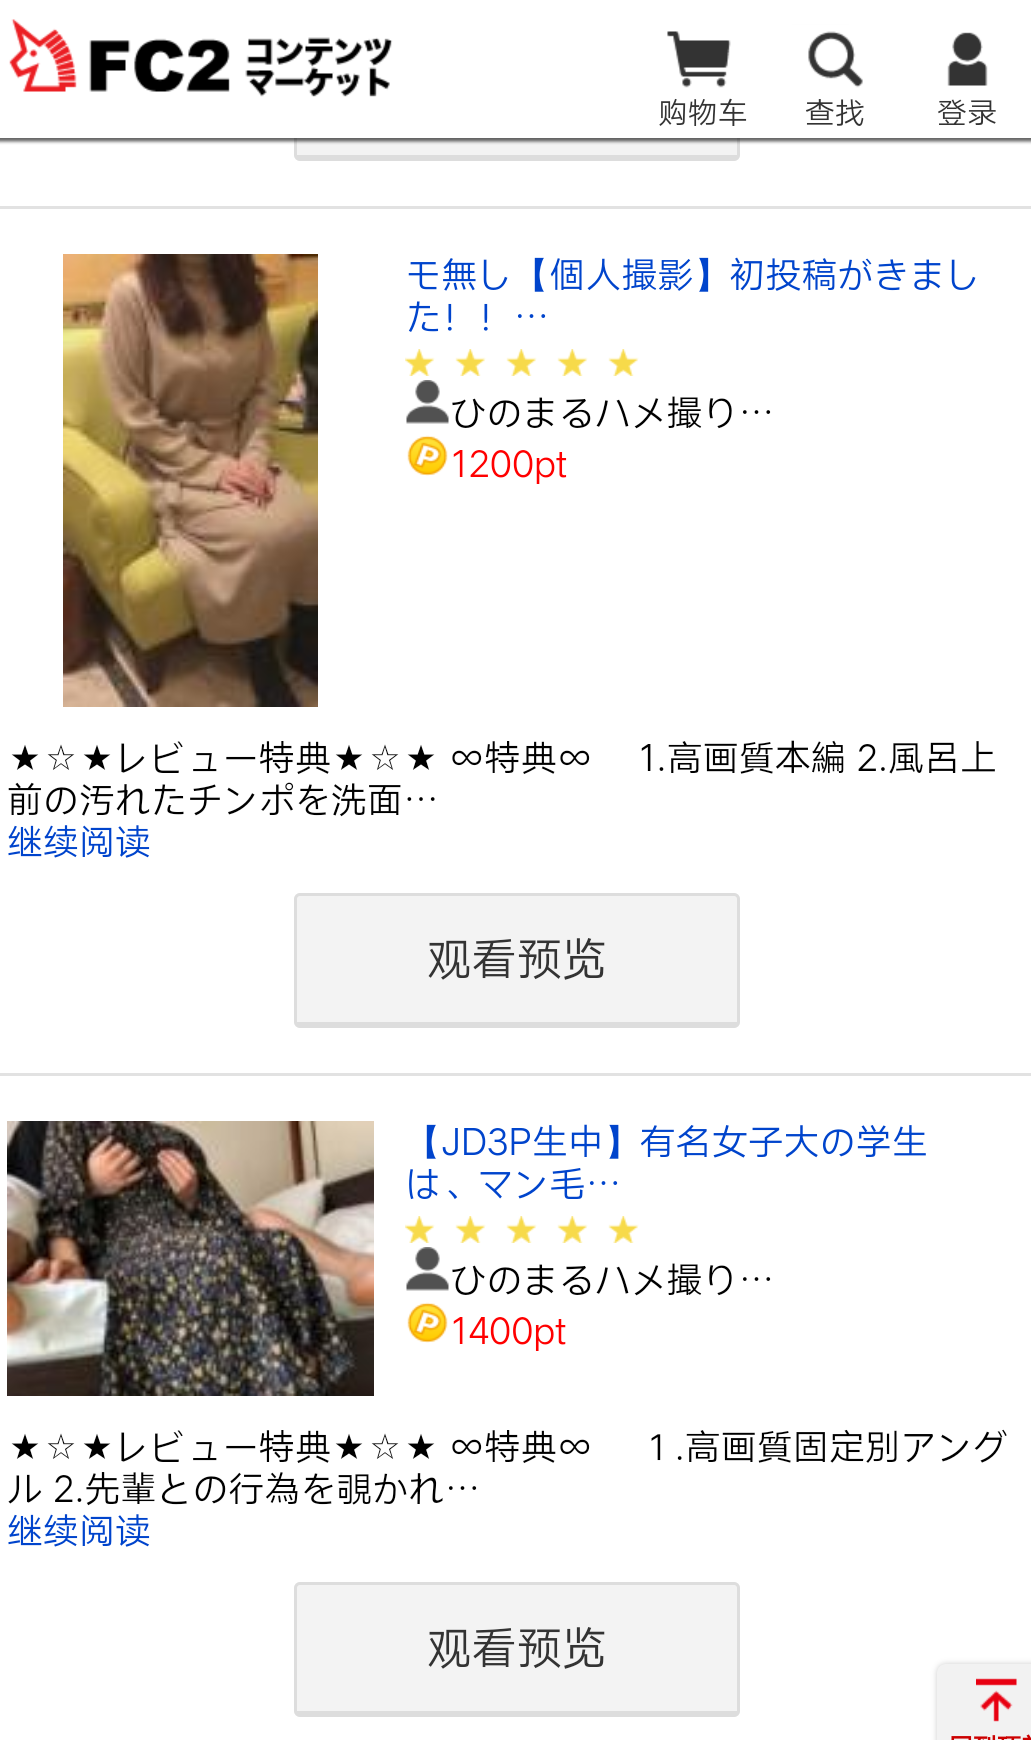 FC2 コンテンツ
マーケット
购物车 查找 登录
モ無し【個人撮影】初投稿がきまし
た！！…
ひのまるハメ撮り…
1200pt
★☆★レビュー特典★☆★ ∞特典∞ 1.高画質本編 2.風呂上
前の汚れたチンポを洗面…
继续阅读
观看预览
【JD3P生中】有名女子大の学生
は、マン毛…
ひのまるハメ撮り…
1400pt
★☆★レビュー特典★☆★ ∞特典∞ 1 .高画質固定別アング
ル 2.先輩との行為を覗かれ…
继续阅读
观看预览